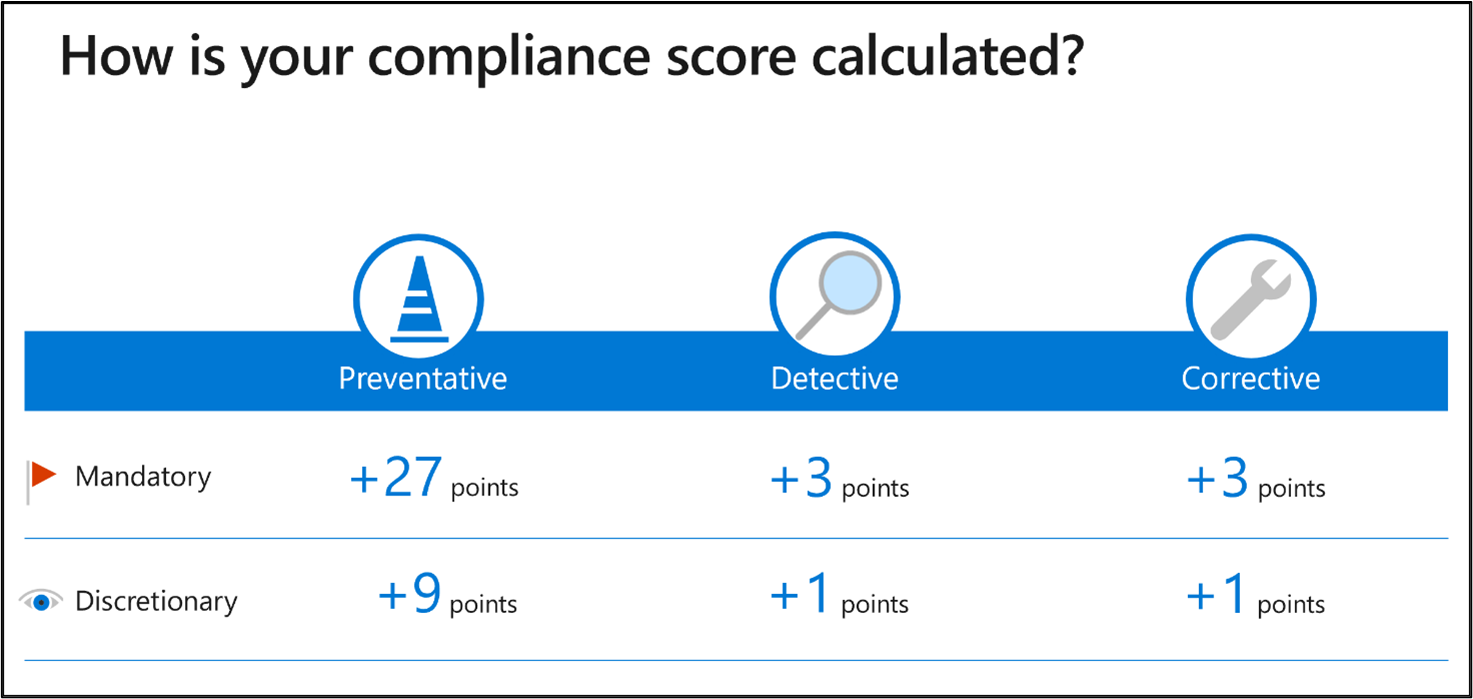 How is your compliance score calculated?
Preventative Detective Corrective
Mandatory +27 points +3 points +3 points
Discretionary +9 points +1 points +1 points